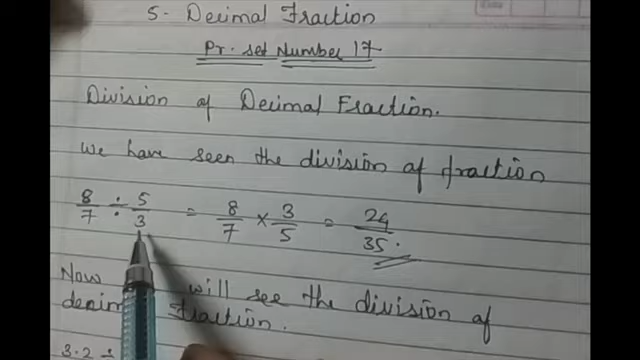 5. Decimal Fraction
Pr. set Number 17
Division of Decimal Fraction.
We have seen the division of fraction
8/7 ÷ 5/3 = 8/7 × 3/5 = 24/35.
Now will see the division of
fraction.
3.2 ÷